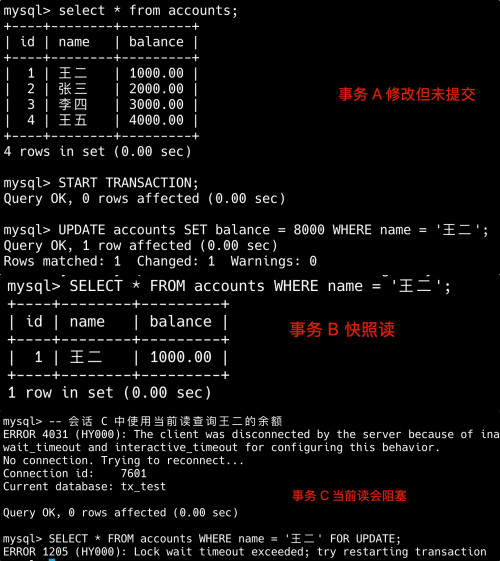 mysql> select * from accounts;
+----+--------+---------+
| id | name   | balance |
+----+--------+---------+
|  1 | 王二   | 1000.00 |
|  2 | 张三   | 2000.00 |
|  3 | 李四   | 3000.00 |
|  4 | 王五   | 4000.00 |
+----+--------+---------+
4 rows in set (0.00 sec)
事务 A 修改但未提交
mysql> START TRANSACTION;
Query OK, 0 rows affected (0.00 sec)
mysql> UPDATE accounts SET balance = 8000 WHERE name = '王二';
Query OK, 1 row affected (0.00 sec)
Rows matched: 1  Changed: 1  Warnings: 0
mysql> SELECT * FROM accounts WHERE name = '王二';
+----+--------+---------+
| id | name   | balance |
+----+--------+---------+
|  1 | 王二   | 1000.00 |
+----+--------+---------+
1 row in set (0.00 sec)
事务 B 快照读
mysql> -- 会话 C 中使用当前读查询王二的余额
ERROR 4031 (HY000): The client was disconnected by the server because of ina
wait_timeout and interactive_timeout for configuring this behavior.
No connection. Trying to reconnect...
Connection id:    7601
Current database: tx_test
事务 C 当前读会阻塞
Query OK, 0 rows affected (0.00 sec)
mysql> SELECT * FROM accounts WHERE name = '王二' FOR UPDATE;
ERROR 1205 (HY000): Lock wait timeout exceeded; try restarting transaction